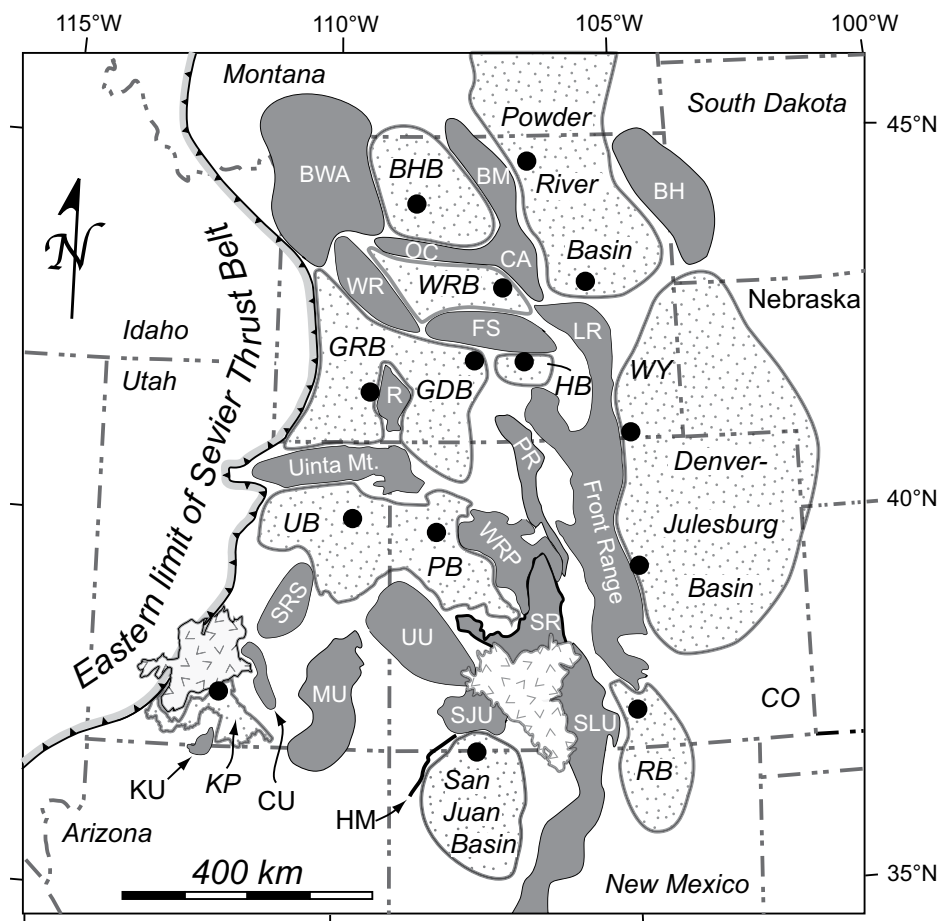 115°W
110°W
105°W
100°W
Montana
South Dakota
45°N
Powder
River
Basin
BWA
BHB
BM
BH
OC
CA
WR
WRB
N
Idaho
Utah
Nebraska
FS
LR
GRB
GDB
R
HB
WY
Eastern limit of Sevier Thrust Belt
Uinta Mt.
PR
Denver-
Julesburg
Basin
40°N
Front Range
UB
PB
WRP
SRS
UU
SR
MU
SJU
SLU
CO
KU
KP
CU
HM
San
Juan
Basin
RB
Arizona
400 km
New Mexico
35°N